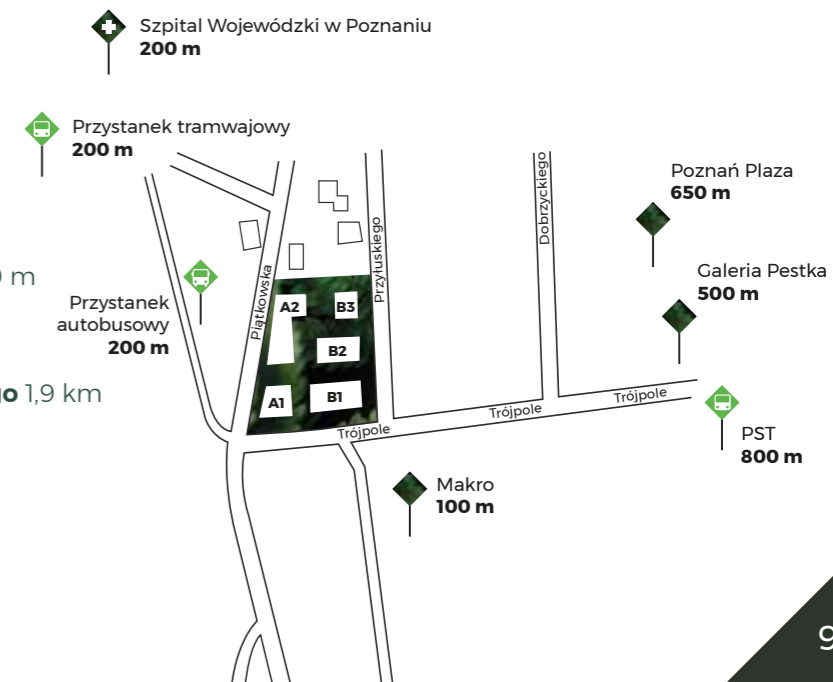 Szpital Wojewódzki w Poznaniu
200 m
Przystanek tramwajowy
200 m
Poznań Plaza
650 m
Galeria Pestka
500 m
m
Przystanek
autobusowy
200 m
1,9 km
Piątkowska
Przyłuskiego
Dobrzyckiego
A2
B3
B2
A1
B1
Trójpole
Trójpole
Trójpole
PST
800 m
Makro
100 m
9